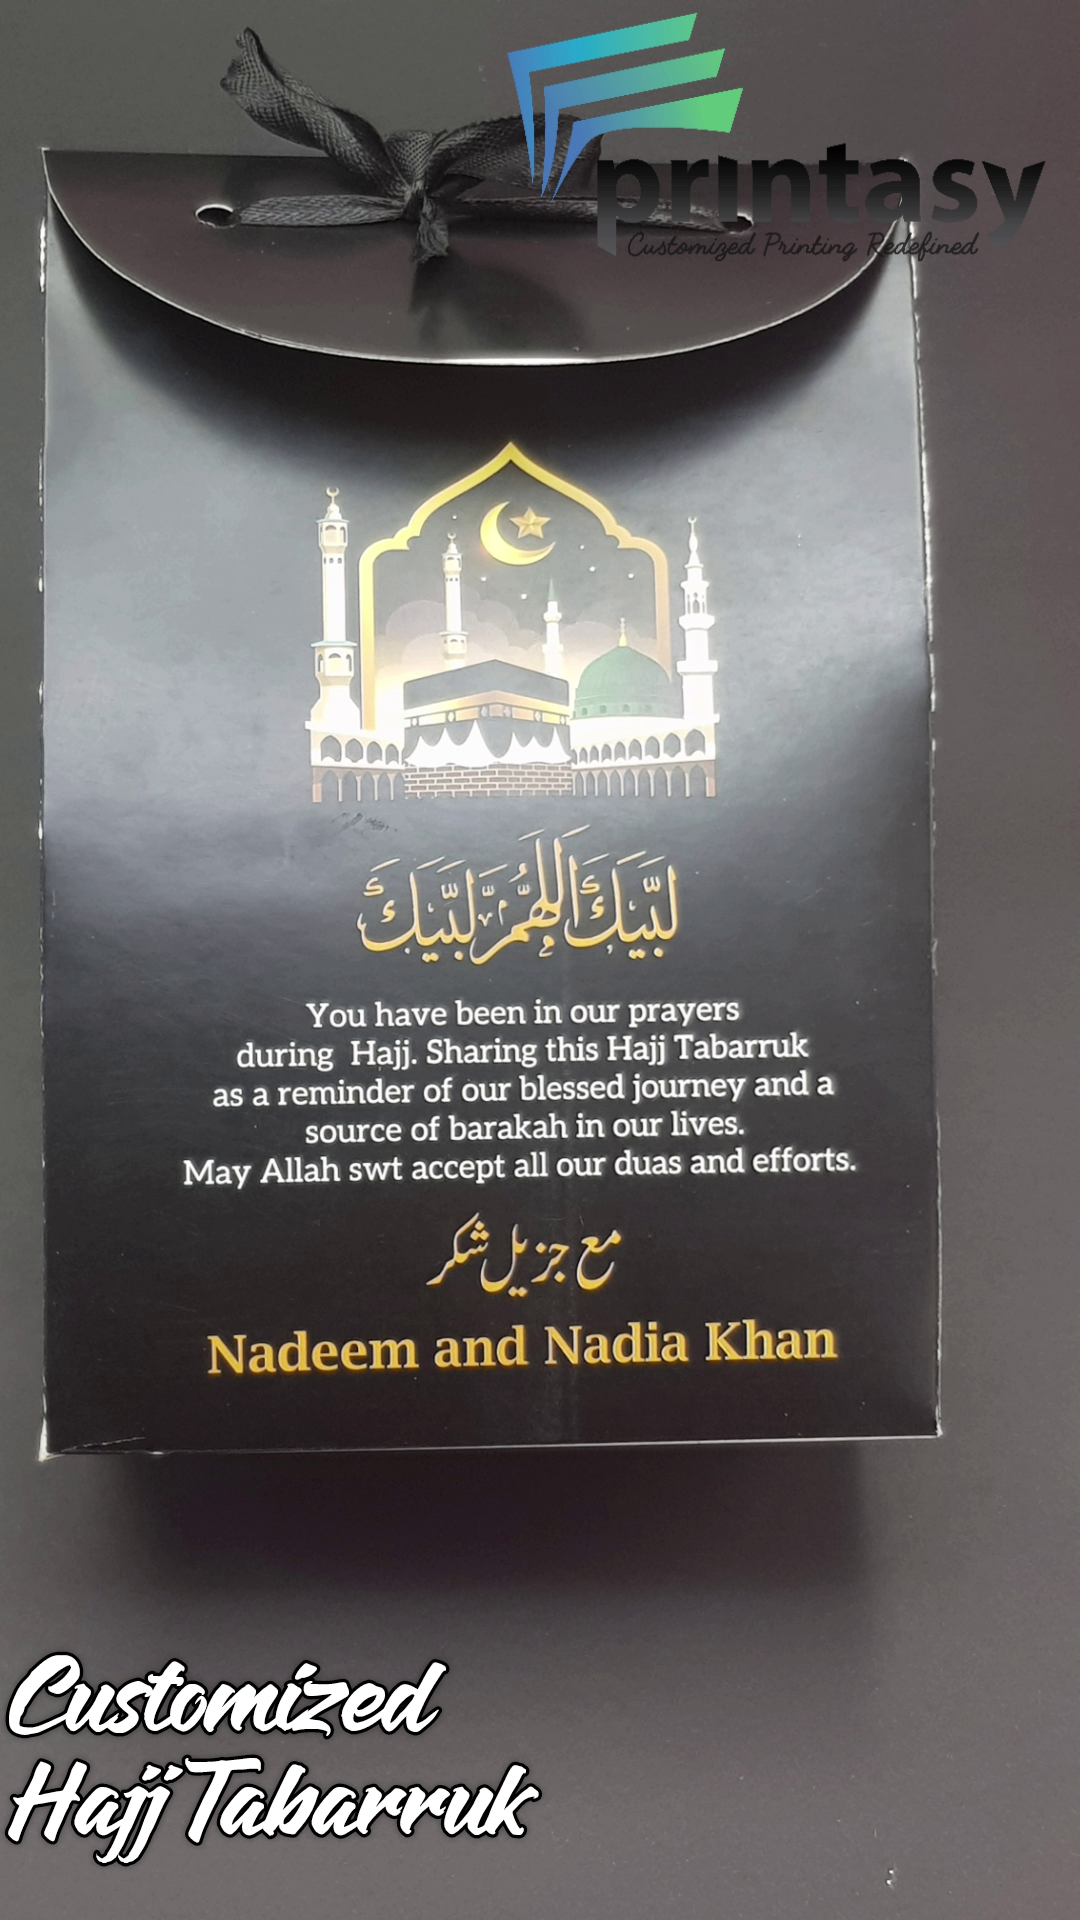 printasy
Customized Printing Redefined
لبيك اللهم لبيك
You have been in our prayers
during Hajj. Sharing this Hajj Tabarruk
as a reminder of our blessed journey and a
source of barakah in our lives.
May Allah swt accept all our duas and efforts.
مع جزیل شکر
Nadeem and Nadia Khan
Customized
Hajj Tabarruk